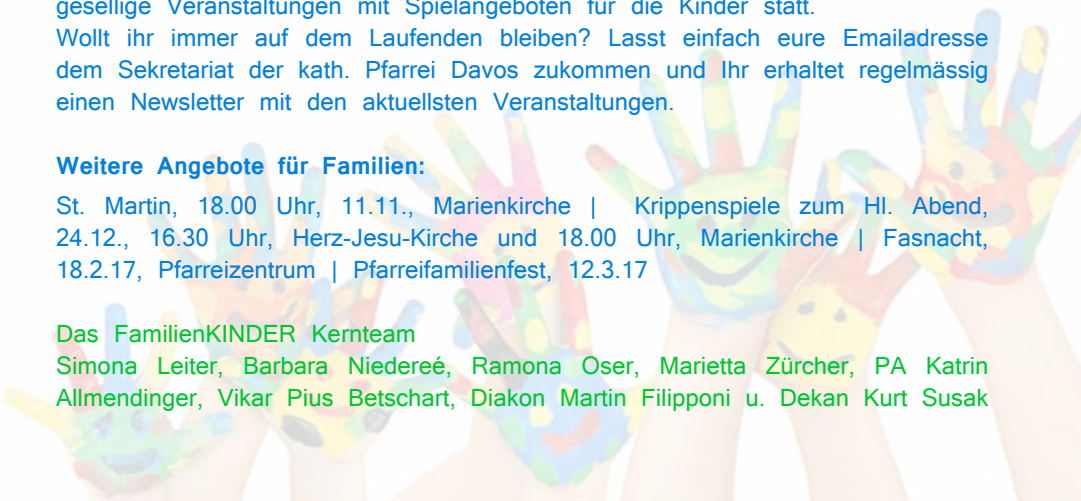 gesellige Veranstaltungen mit Spielangeboten für die Kinder statt.
Wollt ihr immer auf dem Laufenden bleiben? Lasst einfach eure Emailadresse
dem Sekretariat der kath. Pfarrei Davos zukommen und Ihr erhaltet regelmässig
einen Newsletter mit den aktuellsten Veranstaltungen.
Weitere Angebote für Familien:
St. Martin, 18.00 Uhr, 11.11., Marienkirche | Krippenspiele zum Hl. Abend,
24.12., 16.30 Uhr, Herz-Jesu-Kirche und 18.00 Uhr, Marienkirche | Fasnacht,
18.2.17, Pfarreizentrum | Pfarreifamilienfest, 12.3.17
Das FamilienKINDER Kernteam
Simona Leiter, Barbara Niedereé, Ramona Oser, Marietta Zürcher, PA Katrin
Allmendinger, Vikar Pius Betschart, Diakon Martin Filipponi u. Dekan Kurt Susak